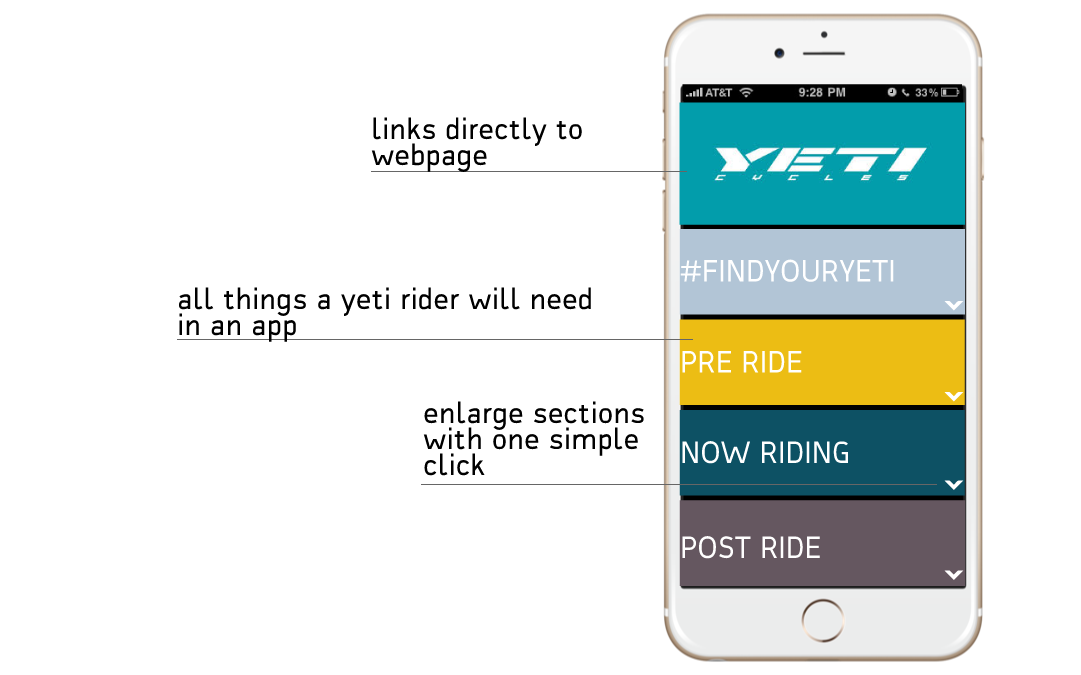 links directly to
webpage
all things a yeti rider will need
in an app
enlarge sections
with one simple
click
AT&T 9:28 PM 33%
YETI
CYCLES
#FINDYOURYETI
PRE RIDE
NOW RIDING
POST RIDE